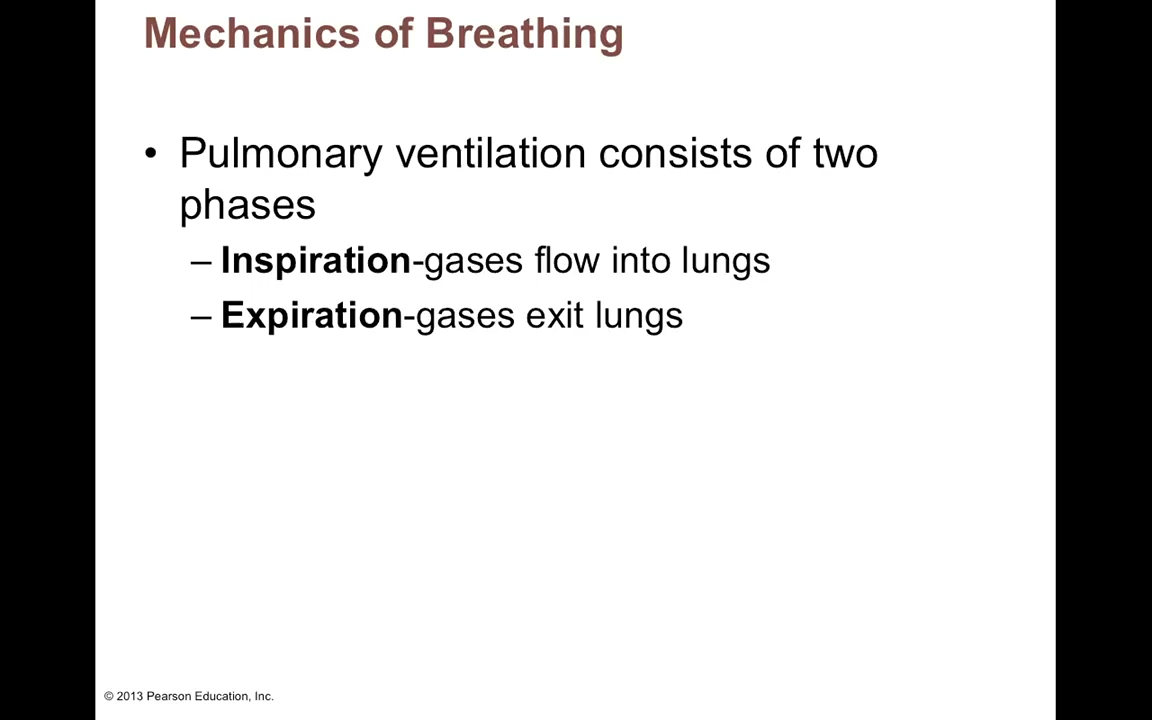 Mechanics of Breathing
• Pulmonary ventilation consists of two
phases
– Inspiration-gases flow into lungs
– Expiration-gases exit lungs
© 2013 Pearson Education, Inc.